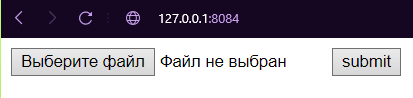 127.0.0.1:8084
Выберите файл Файл не выбран submit